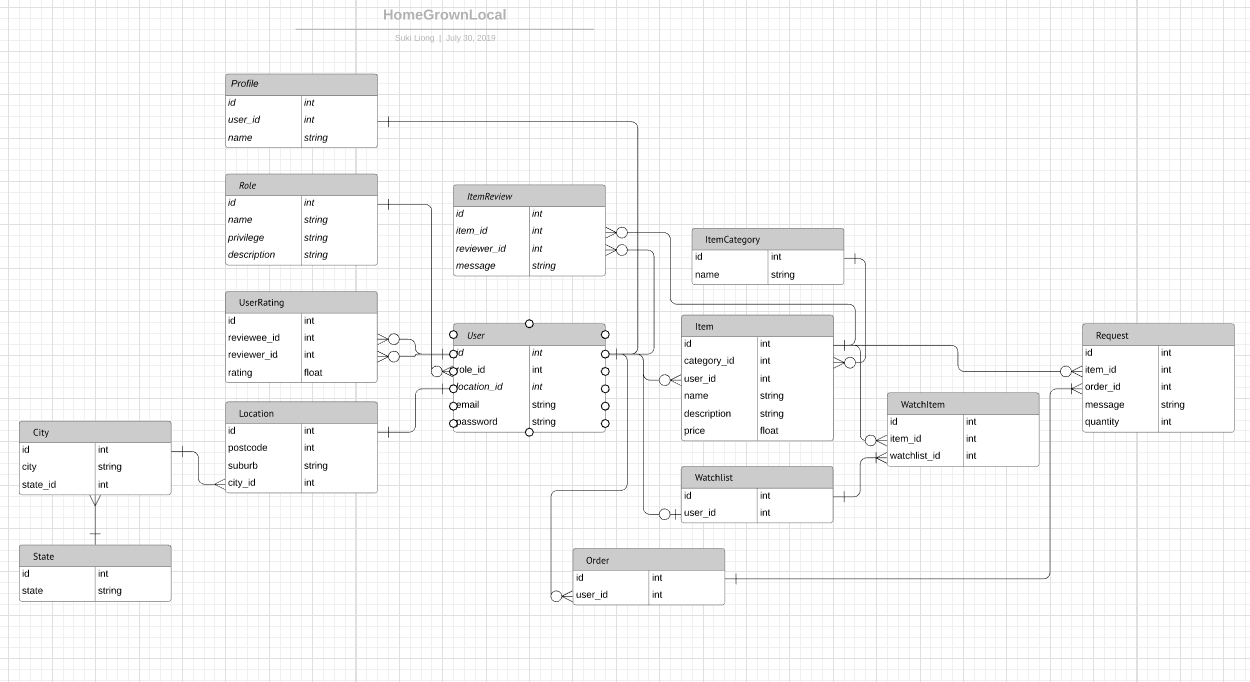 HomeGrownLocal
Suki Liong | July 30, 2019
Profile
id int
user_id int
name string
Role
id int
name string
privilege string
description string
ItemReview
id int
item_id int
reviewer_id int
message string
ItemCategory
id int
name string
UserRating
id int
reviewee_id int
reviewer_id int
rating float
User
id int
role_id int
location_id int
email string
password string
Item
id int
category_id int
user_id int
name string
description string
price float
Request
id int
item_id int
order_id int
message string
quantity int
Location
id int
postcode int
suburb string
city_id int
WatchItem
id int
item_id int
watchlist_id int
City
id int
city string
state_id int
Watchlist
id int
user_id int
State
id int
state string
Order
id int
user_id int